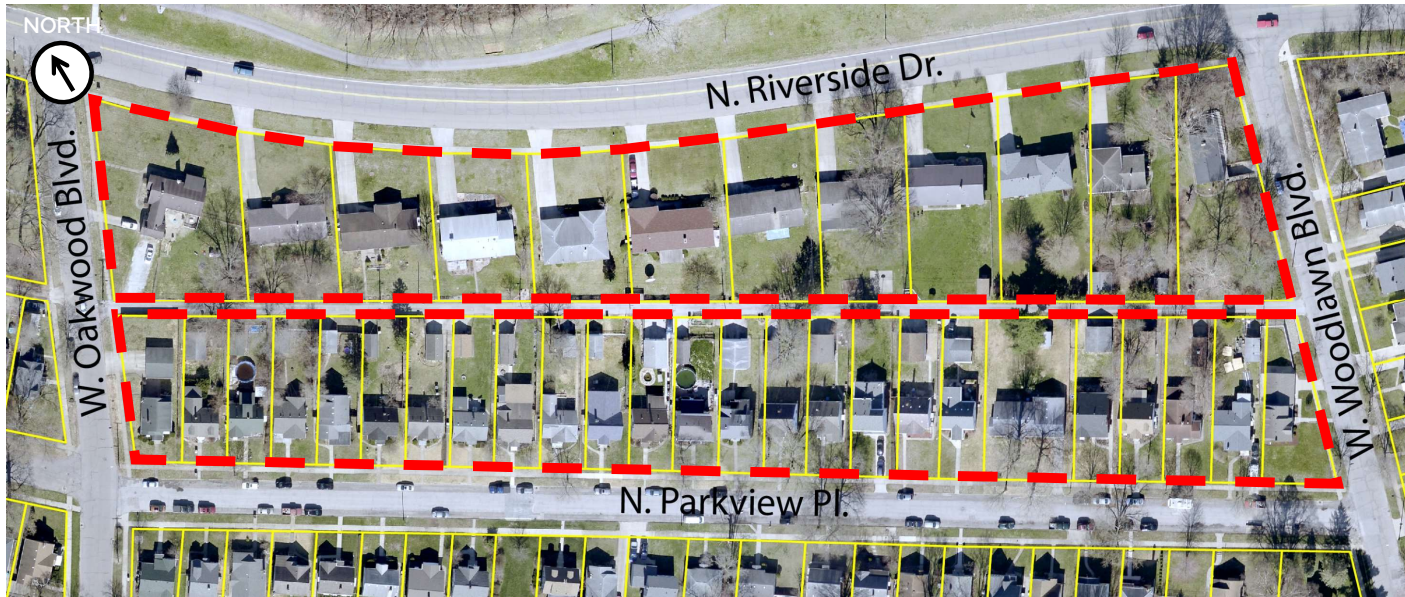 NORTH
N. Riverside Dr.
W. Oakwood Blvd.
W. Woodlawn Blvd.
N. Parkview Pl.